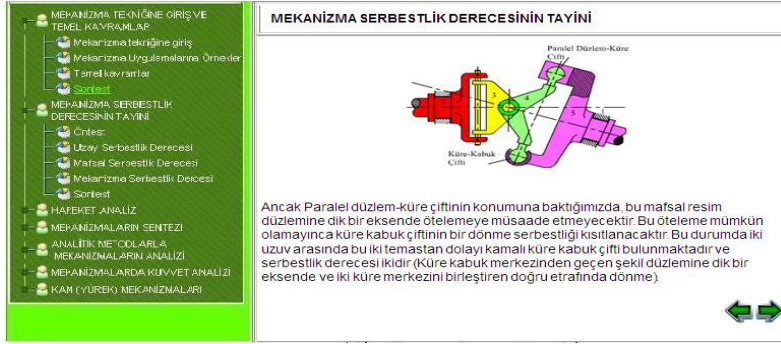 MEKANİZMA TEKNİĞİNE GİRİŞ VE
TEMEL KAVRAMLAR
Mekanizma tekniğine giriş
Mekanizma Uygulamalarına Örnekler
Temel kavramlar
Sontest
MEKANİZMA SERBESTLİK
DERECESİNİN TAYİNİ
Öntest
Uzay Serbestlik Derecesi
Mafsal Serbestlik Derecesi
Mekanizma Serbestlik Dercesi
Sontest
HAREKET ANALİZ
MEKANİZMALARIN SENTEZİ
ANALİTİK METODLARLA
MEKANİZMALARIN ANALİZİ
MEKANİZMALARDA KUVVET ANALİZİ
KAM (YÜREK) MEKANİZMALARI
MEKANİZMA SERBESTLİK DERECESİNİN TAYİNİ
Paralel Düzlem-Küre
Çifti
2
3
4
5
Küre-Kabuk
Çifti
Ancak Paralel düzlem-küre çiftinin konumuna baktığımızda, bu mafsal resim
düzlemine dik bir eksende ötelemeye müsaade etmeyecektir. Bu öteleme mümkün
olamayınca küre kabuk çiftinin bir dönme serbestliği kısıtlanacaktır. Bu durumda iki
uzuv arasında bu iki temastan dolayı kamalı küre kabuk çifti bulunmaktadır ve
serbestlik derecesi ikidir (Küre kabuk merkezinden geçen şekil düzlemine dik bir
eksende ve iki küre merkezini birleştiren doğru etrafında dönme).